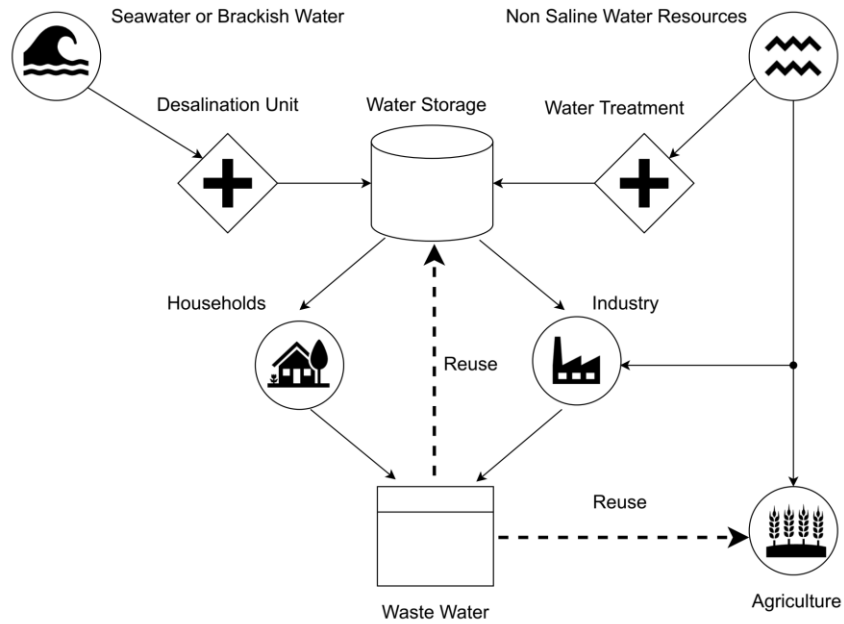 Seawater or Brackish Water
Non Saline Water Resources
Desalination Unit
Water Storage
Water Treatment
Households
Industry
Reuse
Reuse
Waste Water
Agriculture